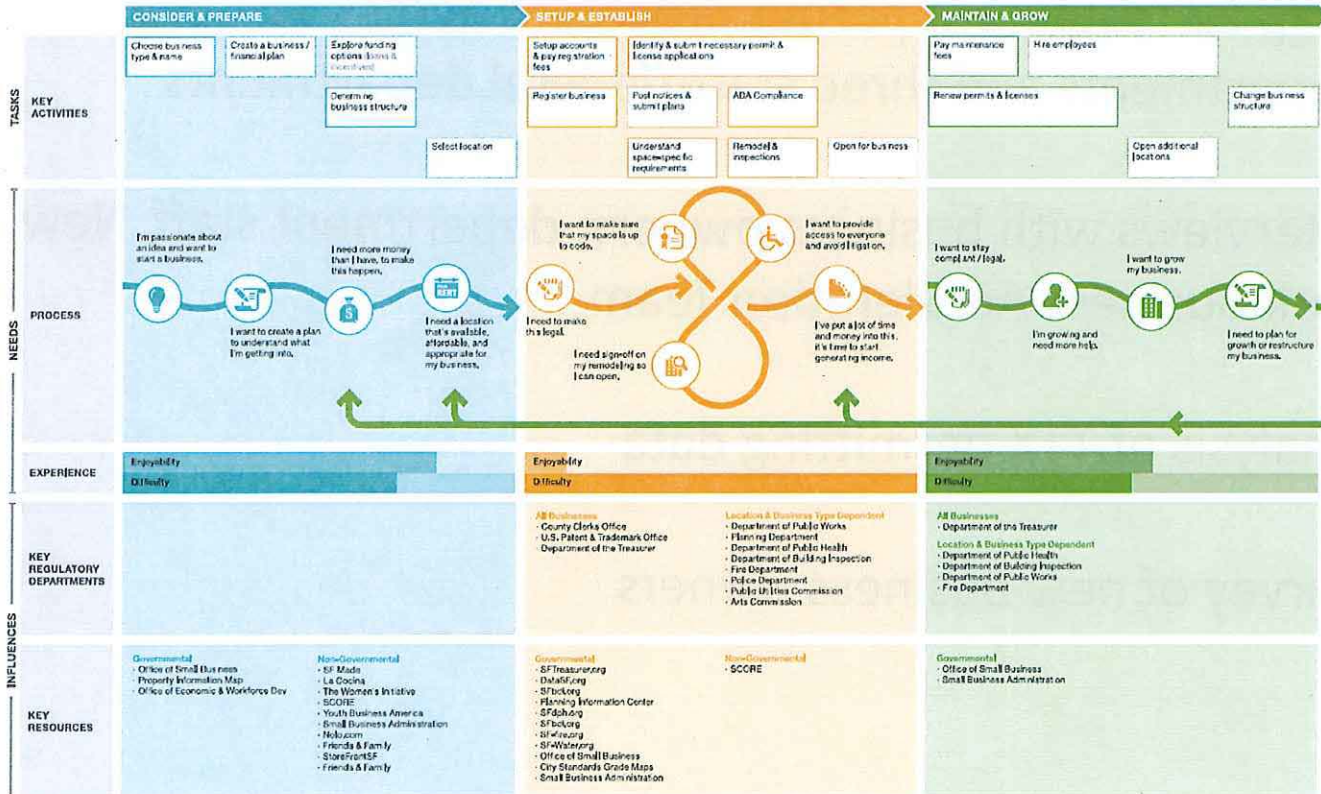 CONSIDER & PREPARE
SETUP & ESTABLISH
MAINTAIN & GROW
TASKS
KEY
ACTIVITIES
Choose business
type & name
Create a business /
financial plan
Explore funding
options (loans &
incentives)
Determine
business structure
Select location
Setup accounts
& pay registration
fees
Identify & submit necessary permit &
license applications
Register business
Post notices &
submit plans
ADA Compliance
Understand
space-specific
requirements
Remodel &
inspections
Open for business
Pay maintenance
fees
Hire employees
Renew permits & licenses
Change business
structure
Open additional
locations
NEEDS
PROCESS
I'm passionate about
an idea and want to
start a business.
I want to create a plan
to understand what
I'm getting into.
I need more money
than I have, to make
this happen.
RENT
I need a location
that's available,
affordable, and
appropriate for
my business.
I need to make
this legal.
I want to make sure
that my space is up
to code.
I need sign-off on
my remodeling so
I can open.
I want to provide
access to everyone
and avoid litigation.
I've put a lot of time
and money into this,
it's time to start
generating income.
I want to stay
compliant / legal.
I'm growing and
need more help.
I want to grow
my business.
I need to plan for
growth or restructure
my business.
EXPERIENCE
Enjoyability
Difficulty
Enjoyability
Difficulty
Enjoyability
Difficulty
INFLUENCES
KEY
REGULATORY
DEPARTMENTS
All Businesses
- County Clerks Office
- U.S. Patent & Trademark Office
- Department of the Treasurer
Location & Business Type Dependent
- Department of Public Works
- Planning Department
- Department of Public Health
- Department of Building Inspection
- Fire Department
- Police Department
- Public Utilities Commission
- Arts Commission
All Businesses
- Department of the Treasurer
Location & Business Type Dependent
- Department of Public Health
- Department of Building Inspection
- Department of Public Works
- Fire Department
KEY
RESOURCES
Governmental
- Office of Small Business
- Property Information Map
- Office of Economic & Workforce Dev
Non-Governmental
- SF Made
- La Cocina
- The Women's Initiative
- SCORE
- Youth Business America
- Small Business Administration
- Nolo.com
- Friends & Family
- StoreFrontSF
- Friends & Family
Governmental
- SFTreasurer.org
- DataSF.org
- SFbid.org
- Planning Information Center
- SFdph.org
- SFbot.org
- SF-fire.org
- SF-Water.org
- Office of Small Business
- City Standards Grade Maps
- Small Business Administration
Non-Governmental
- SCORE
Governmental
- Office of Small Business
- Small Business Administration